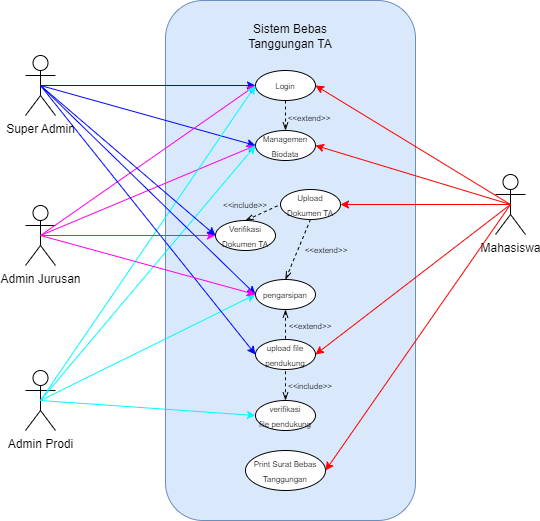 Sistem Bebas
Tanggungan TA
Login
Super Admin
<<extend>>
Managemen
Biodata
Upload
Dokumen TA
<<include>>
Verifikasi
Dokumen TA
Mahasiswa
<<extend>>
Admin Jurusan
pengarsipan
<<extend>>
upload file
pendukung
<<include>>
verifikasi
file pendukung
Admin Prodi
Print Surat Bebas
Tanggungan